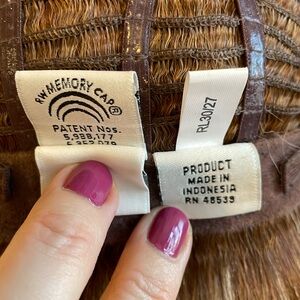 RW MEMORY CAP®
PATENT Nos.
5,988,177
RL30/27
PRODUCT
MADE IN
INDONESIA
RN 48539